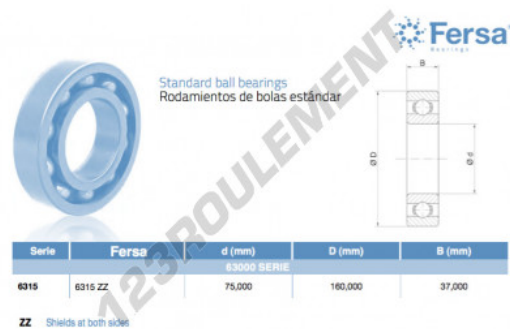 Fersa
Bearings
Standard ball bearings
Rodamientos de bolas estándar
B
Ø D
Ø d
Serie Fersa d (mm) D (mm) B (mm)
63000 SERIE
6315 6315 ZZ 75,000 160,000 37,000
ZZ Shields at both sides
123ROULEMENT